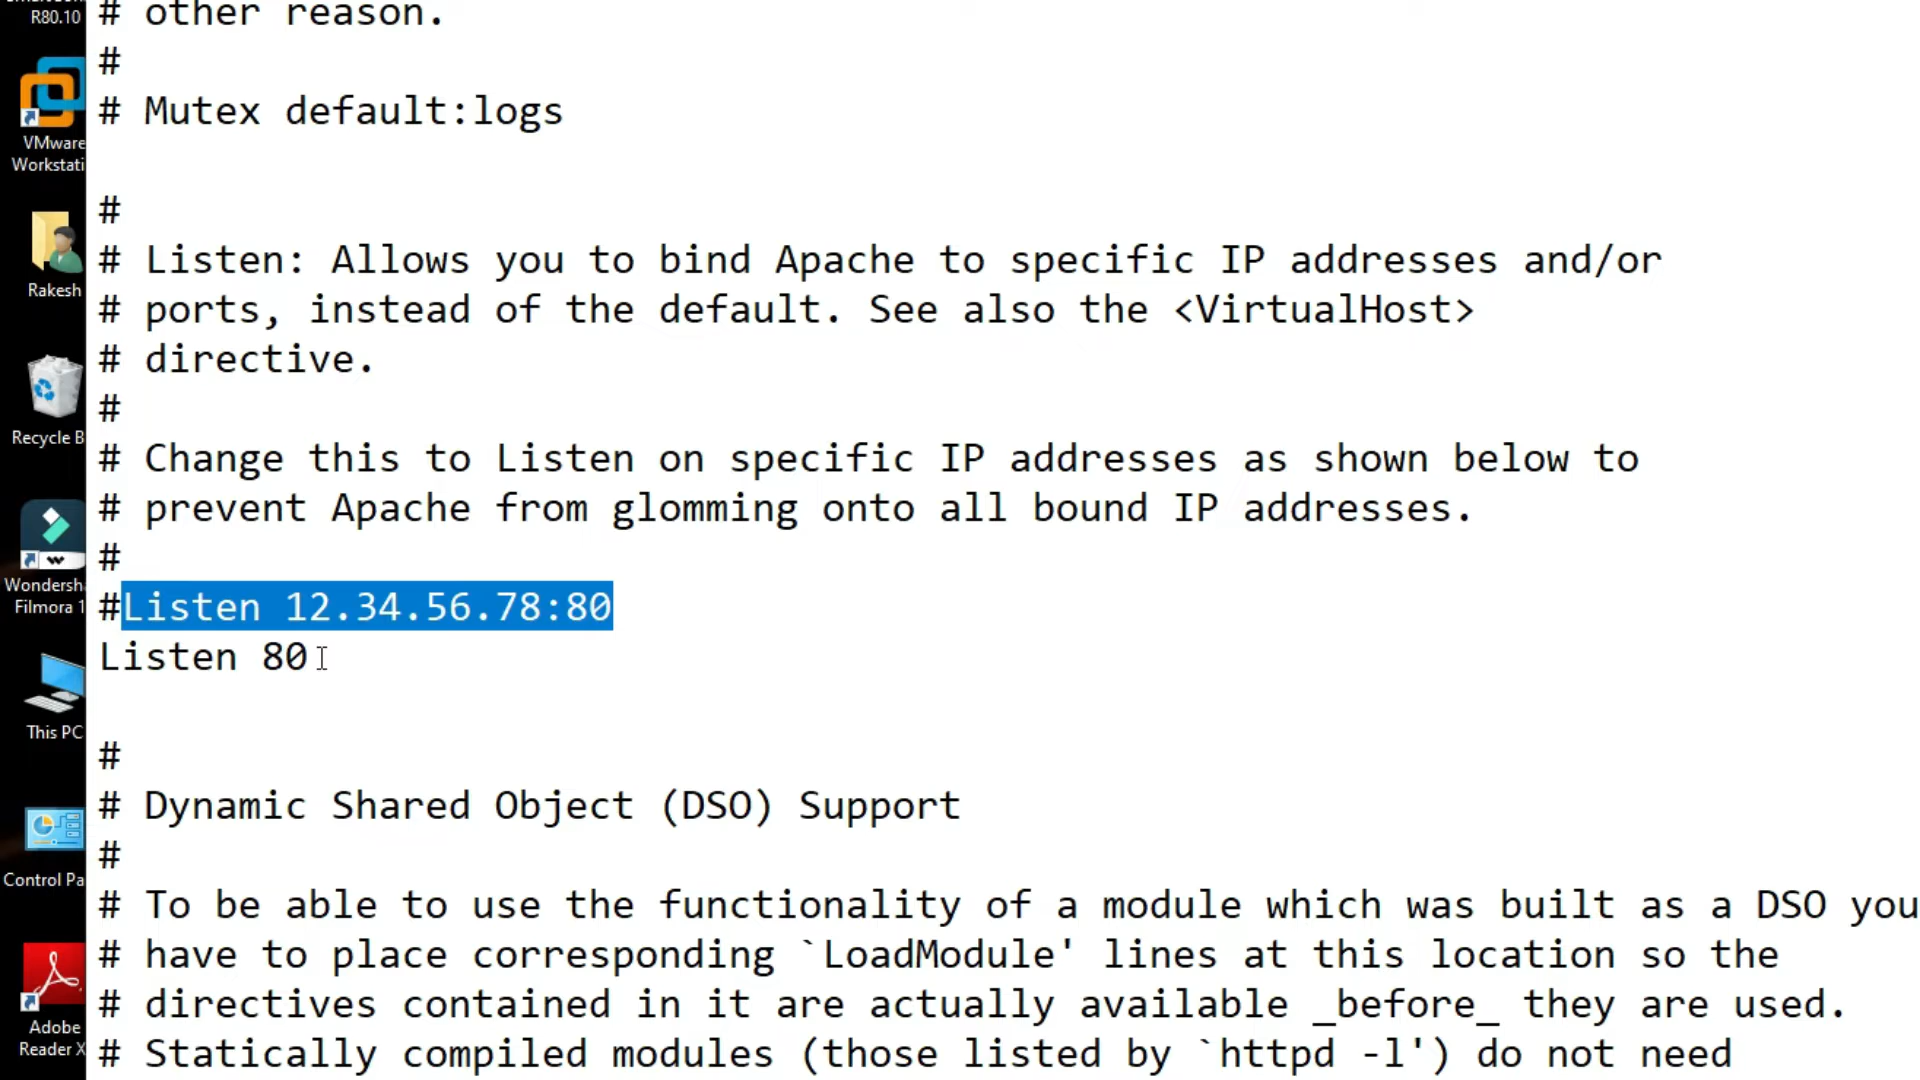 R80.10
VMware
Workstati
Rakesh
Recycle B
Wondersha
Filmora 1
This PC
Control Pa
Adobe
Reader X
# other reason.
#
# Mutex default:logs
#
# Listen: Allows you to bind Apache to specific IP addresses and/or
# ports, instead of the default. See also the <VirtualHost>
# directive.
#
# Change this to Listen on specific IP addresses as shown below to
# prevent Apache from glomming onto all bound IP addresses.
#
#Listen 12.34.56.78:80
Listen 80
#
# Dynamic Shared Object (DSO) Support
#
# To be able to use the functionality of a module which was built as a DSO you
# have to place corresponding `LoadModule' lines at this location so the
# directives contained in it are actually available _before_ they are used.
# Statically compiled modules (those listed by `httpd -l') do not need